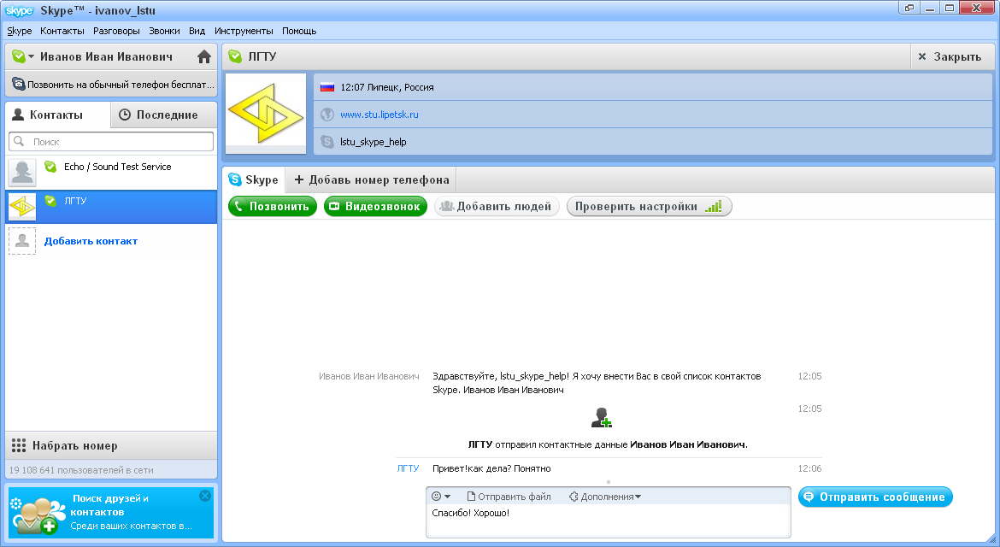 skype Skype™ - ivanov_lstu
Skype Контакты Разговоры Звонки Вид Инструменты Помощь
Иванов Иван Иванович
Позвонить на обычный телефон бесплат...
Контакты Последние
Поиск
Echo / Sound Test Service
ЛГТУ
Добавить контакт
Набрать номер
19 108 641 пользователей в сети
Поиск друзей и
контактов
Среди ваших контактов в...
ЛГТУ
× Закрыть
12:07 Липецк, Россия
www.stu.lipetsk.ru
lstu_skype_help
Skype + Добавь номер телефона
Позвонить Видеозвонок Добавить людей Проверить настройки
Иванов Иван Иванович Здравствуйте, lstu_skype_help! Я хочу внести Вас в свой список контактов 12:05
Skype. Иванов Иван Иванович
12:05
ЛГТУ отправил контактные данные Иванов Иван Иванович.
ЛГТУ Привет!как дела? Понятно 12:06
Отправить файл Дополнения
Спасибо! Хорошо!
Отправить сообщение